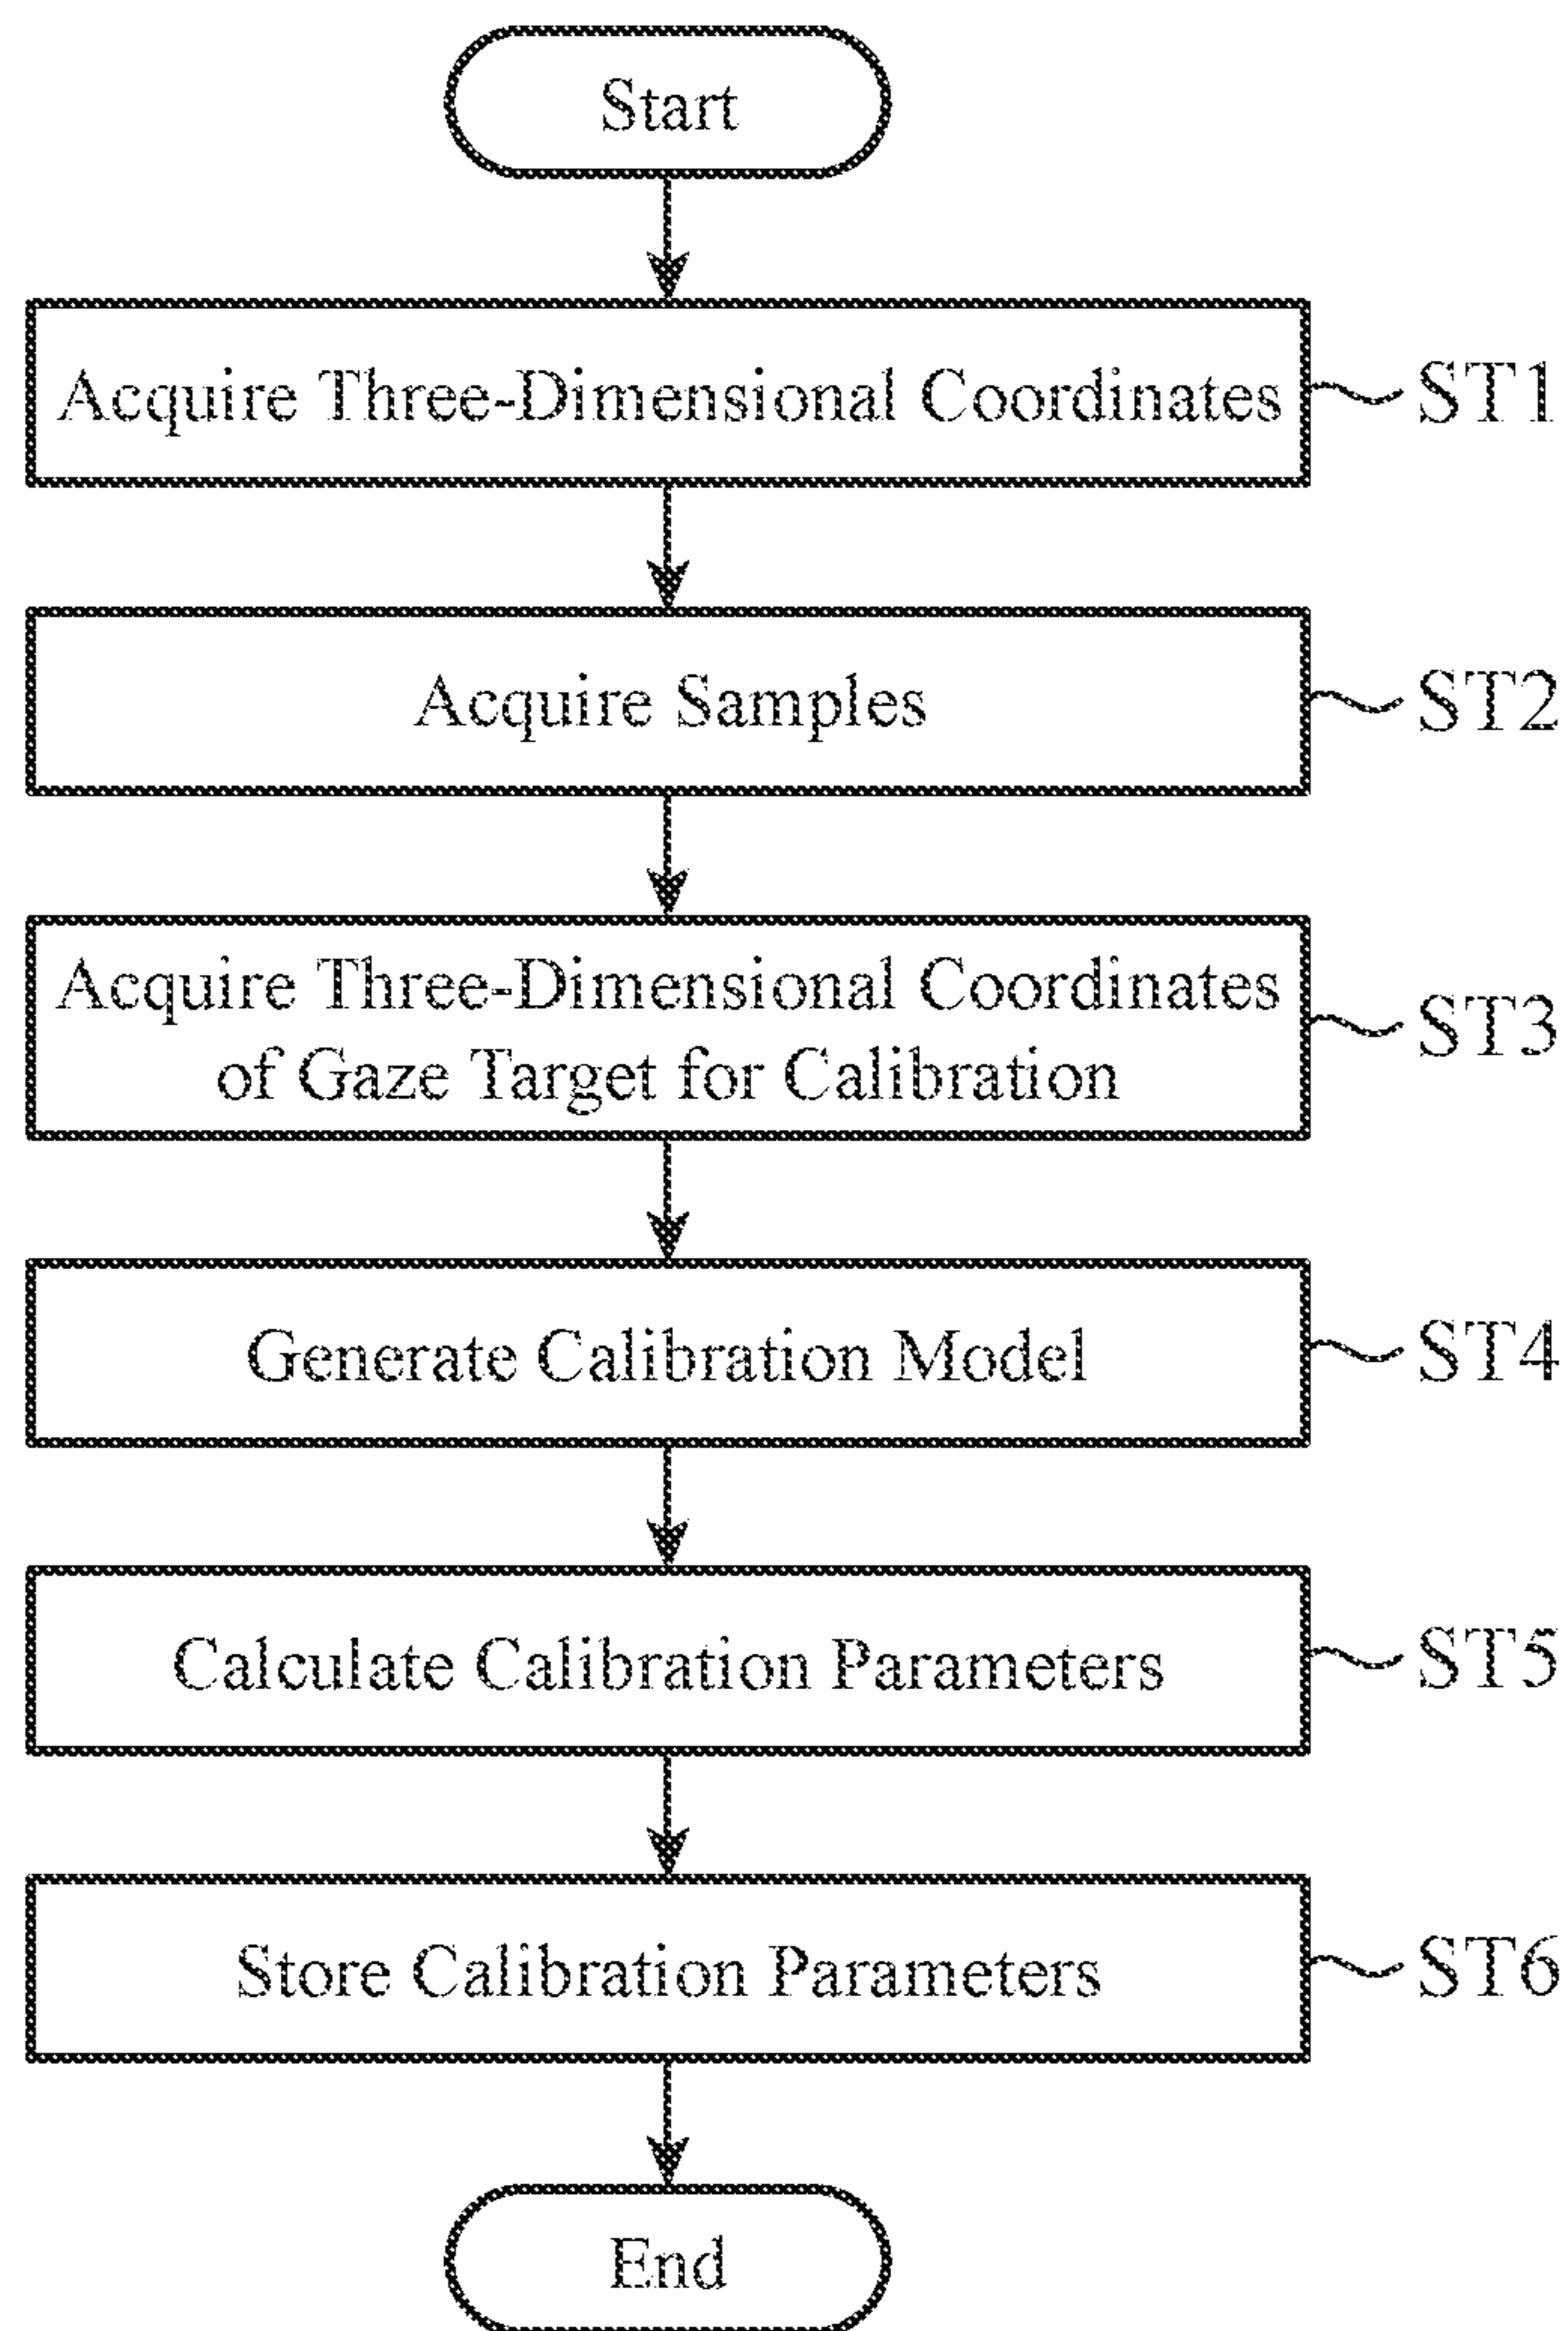 Start
Acquire Three-Dimensional Coordinates
ST1
Acquire Samples
ST2
Acquire Three-Dimensional Coordinates
of Gaze Target for Calibration
ST3
Generate Calibration Model
ST4
Calculate Calibration Parameters
ST5
Store Calibration Parameters
ST6
End